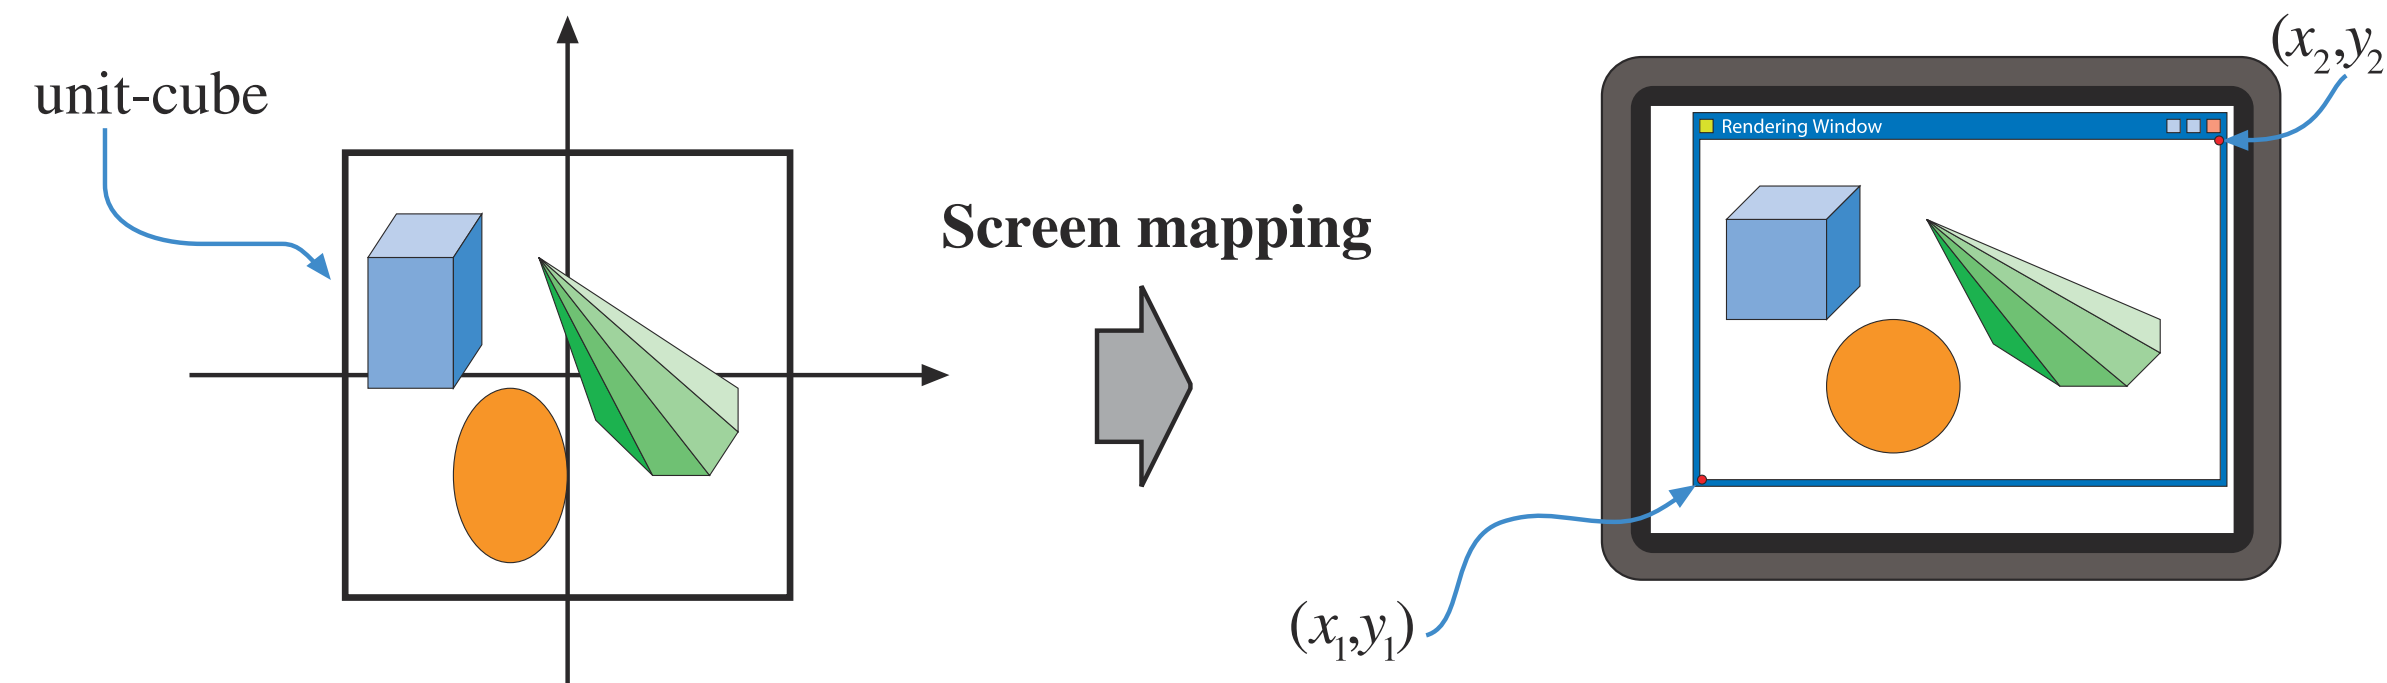 unit-cube
Screen mapping
Rendering Window
(x₂,y₂
(x₁,y₁)